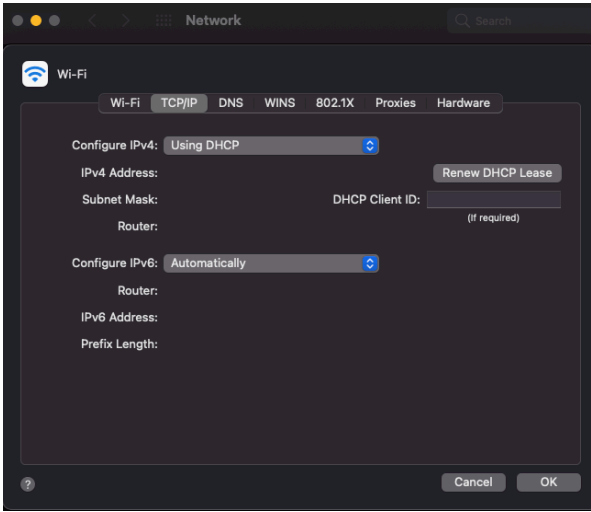 Network
Search
Wi-Fi
Wi-Fi TCP/IP DNS WINS 802.1X Proxies Hardware
Configure IPv4: Using DHCP
IPv4 Address: Renew DHCP Lease
Subnet Mask: DHCP Client ID:
(If required)
Router:
Configure IPv6: Automatically
Router:
IPv6 Address:
Prefix Length:
? Cancel OK